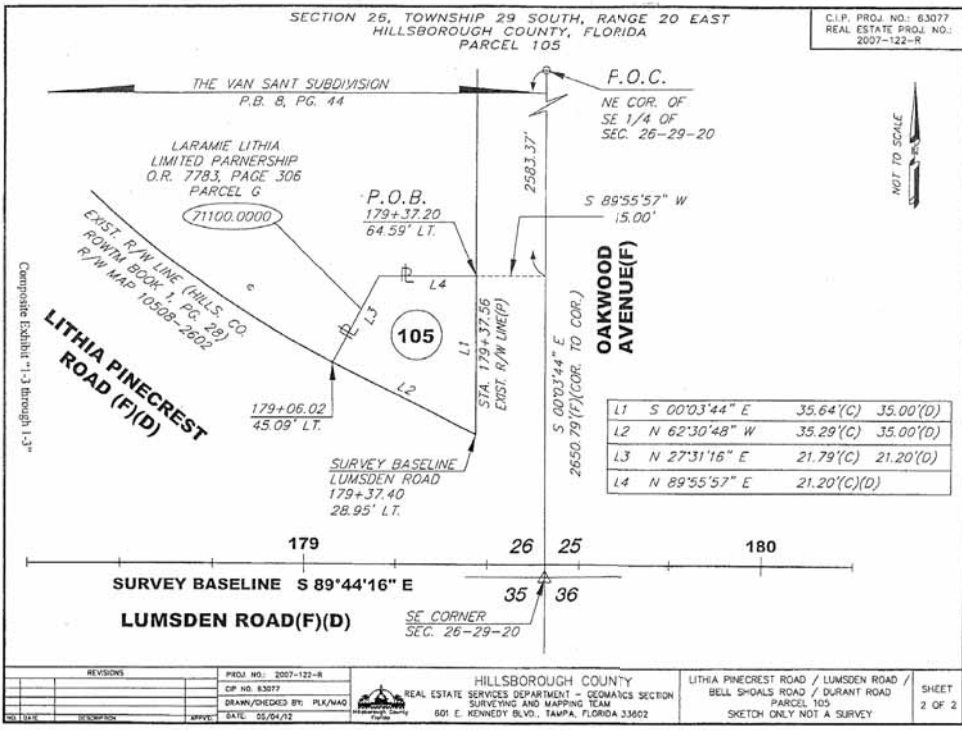 SECTION 26, TOWNSHIP 29 SOUTH, RANGE 20 EAST
HILLSBOROUGH COUNTY, FLORIDA
PARCEL 105
C.I.P. PROJ. NO.: 63077
REAL ESTATE PROJ. NO.:
2007-122-R
THE VAN SANT SUBDIVISION
P.B. 8, PG. 44
P.O.C.
NE COR. OF
SE 1/4 OF
SEC. 26-29-20
NOT TO SCALE
LARAMIE LITHIA
LIMITED PARNERSHIP
O.R. 7783, PAGE 306
PARCEL G
71100.0000
P.O.B.
179+37.20
64.59' LT.
2583.37'
S 89°55'57" W
15.00'
EXIST. R/W LINE (HILLS. CO.
ROWTM BOOK 1, PG. 28)
R/W MAP 10508-2602
Composite Exhibit "1-3 through 1-3"
LITHIA PINECREST
ROAD (F)(D)
L4
L3
105
L1
L2
STA. 179+37.56
EXIST. R/W LINE(P)
S 00°03'44" E
2650.79'(F)(COR. TO COR.)
OAKWOOD
AVENUE(F)
179+06.02
45.09' LT.
SURVEY BASELINE
LUMSDEN ROAD
179+37.40
28.95' LT.
L1 S 00°03'44" E 35.64'(C) 35.00'(D)
L2 N 62°30'48" W 35.29'(C) 35.00'(D)
L3 N 27°31'16" E 21.79'(C) 21.20'(D)
L4 N 89°55'57" E 21.20'(C)(D)
179
26 25
180
SURVEY BASELINE S 89°44'16" E
35 36
LUMSDEN ROAD(F)(D)
SE CORNER
SEC. 26-29-20
REVISIONS
NO. DATE DESCRIPTION APPVD.
PROJ. NO.: 2007-122-R
CIP NO. 63077
DRAWN/CHECKED BY: PLK/MAO
DATE: 05/04/12
Hillsborough County
Florida
HILLSBOROUGH COUNTY
REAL ESTATE SERVICES DEPARTMENT - GEOMATICS SECTION
SURVEYING AND MAPPING TEAM
601 E. KENNEDY BLVD., TAMPA, FLORIDA 33602
LITHIA PINECREST ROAD / LUMSDEN ROAD /
BELL SHOALS ROAD / DURANT ROAD
PARCEL 105
SKETCH ONLY NOT A SURVEY
SHEET
2 OF 2